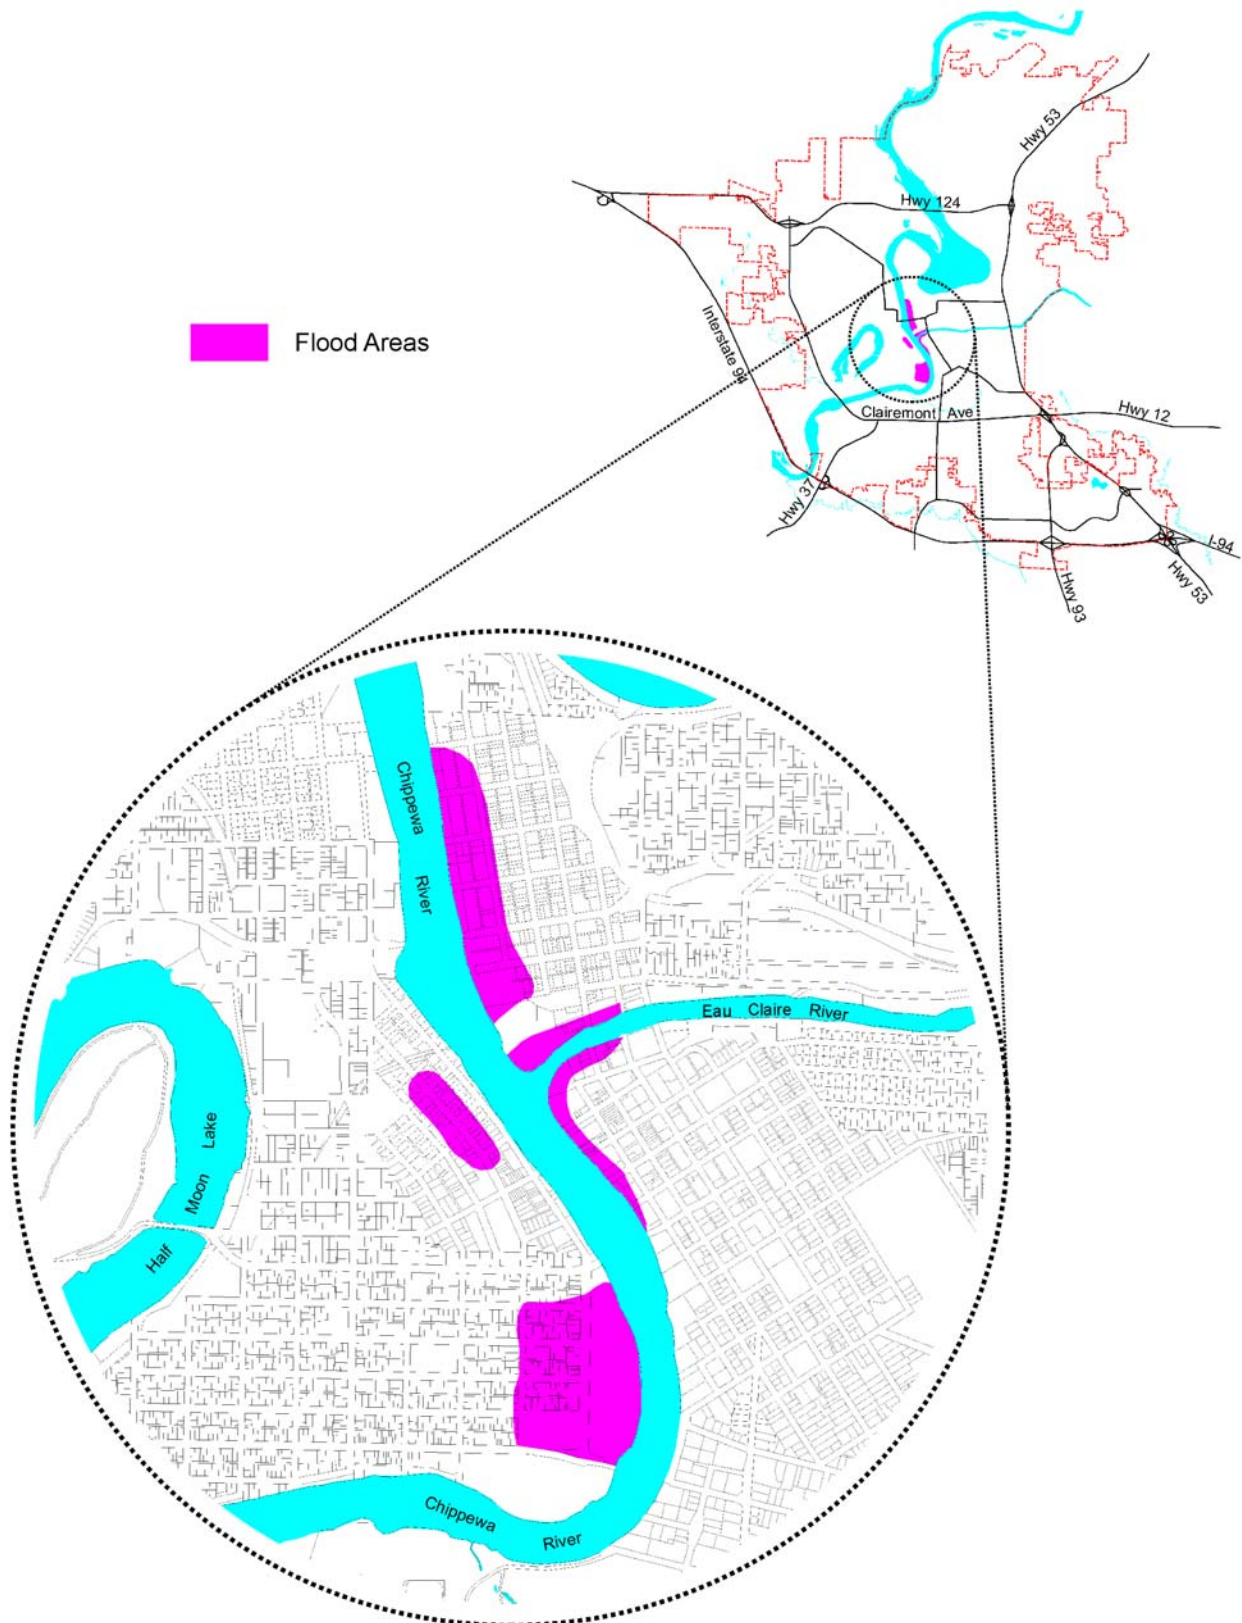 Hwy 53
Hwy 124
Flood Areas
Interstate 94
Clairemont Ave
Hwy 12
Hwy 37
I-94
Hwy 53
Hwy 93
Chippewa
River
Eau Claire River
Half Moon Lake
Chippewa
River